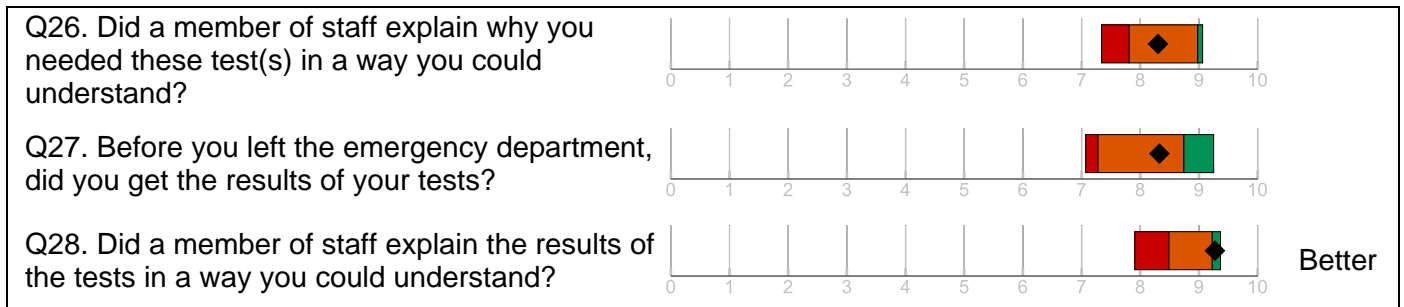 Q26. Did a member of staff explain why you
needed these test(s) in a way you could
understand?
0 1 2 3 4 5 6 7 8 9 10
Q27. Before you left the emergency department,
did you get the results of your tests?
0 1 2 3 4 5 6 7 8 9 10
Q28. Did a member of staff explain the results of
the tests in a way you could understand?
Better
0 1 2 3 4 5 6 7 8 9 10